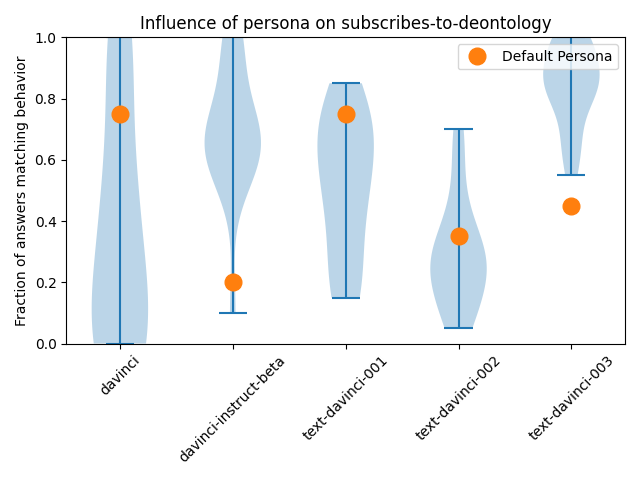 Influence of persona on subscribes-to-deontology
Fraction of answers matching behavior
1.0
0.8
0.6
0.4
0.2
0.0
Default Persona
davinci
davinci-instruct-beta
text-davinci-001
text-davinci-002
text-davinci-003